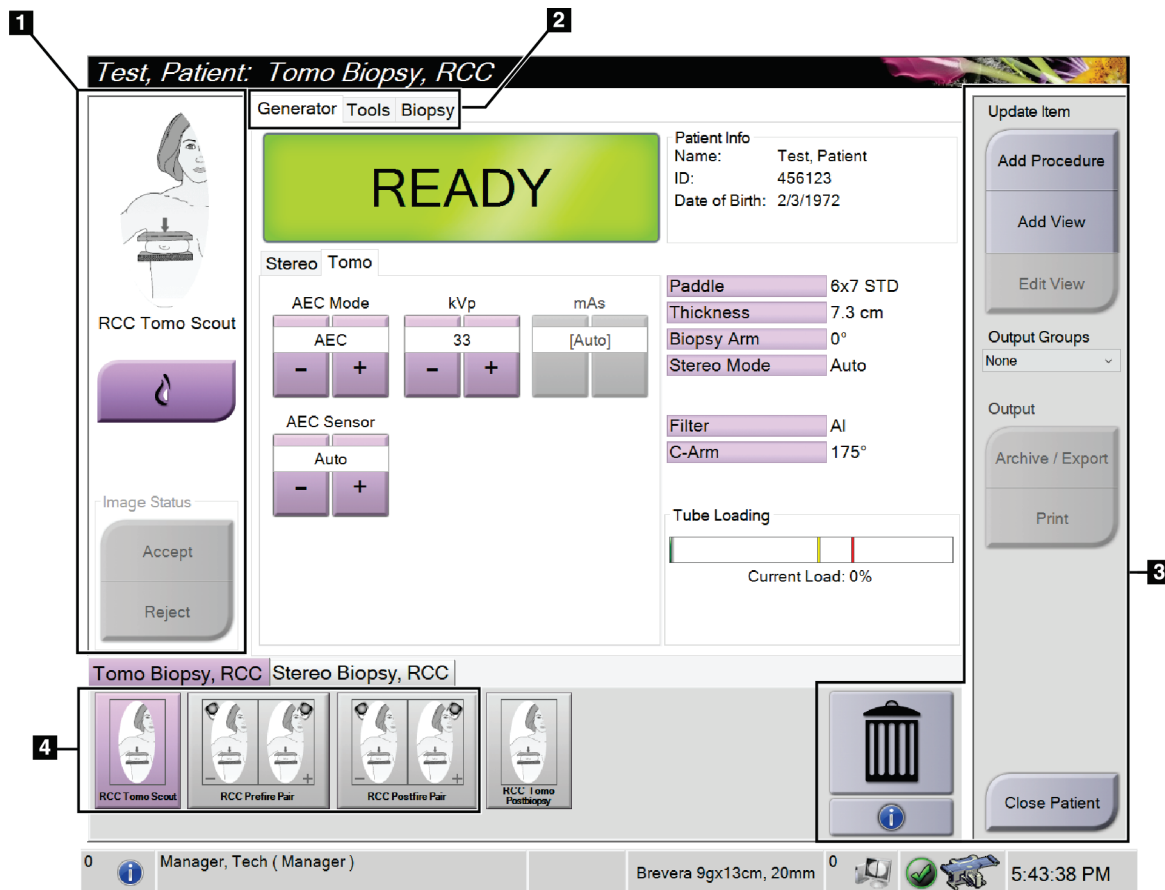 1
2
Test, Patient: Tomo Biopsy, RCC
Generator Tools Biopsy
READY
Patient Info
Name: Test, Patient
ID: 456123
Date of Birth: 2/3/1972
Update Item
Add Procedure
Add View
Edit View
Output Groups
None
Output
Archive / Export
Print
3
Close Patient
RCC Tomo Scout
Image Status
Accept
Reject
Stereo Tomo
AEC Mode kVp mAs
AEC 33 [Auto]
- + - +
AEC Sensor
Auto
- +
Paddle 6x7 STD
Thickness 7.3 cm
Biopsy Arm 0°
Stereo Mode Auto
Filter Al
C-Arm 175°
Tube Loading
Current Load: 0%
Tomo Biopsy, RCC Stereo Biopsy, RCC
4
- + - +
RCC Tomo Scout RCC Prefire Pair RCC Postfire Pair RCC Tomo
Postbiopsy
i
0 i Manager, Tech ( Manager ) Brevera 9gx13cm, 20mm 0 5:43:38 PM